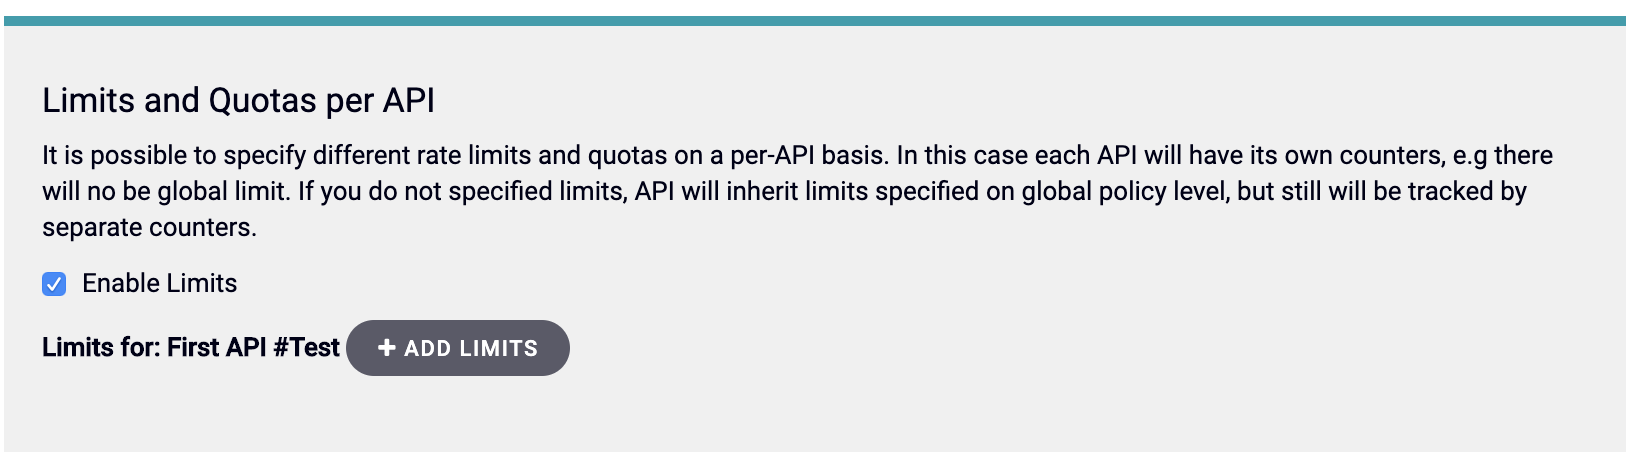 Limits and Quotas per API
It is possible to specify different rate limits and quotas on a per-API basis. In this case each API will have its own counters, e.g there
will no be global limit. If you do not specified limits, API will inherit limits specified on global policy level, but still will be tracked by
separate counters.
Enable Limits
Limits for: First API #Test + ADD LIMITS